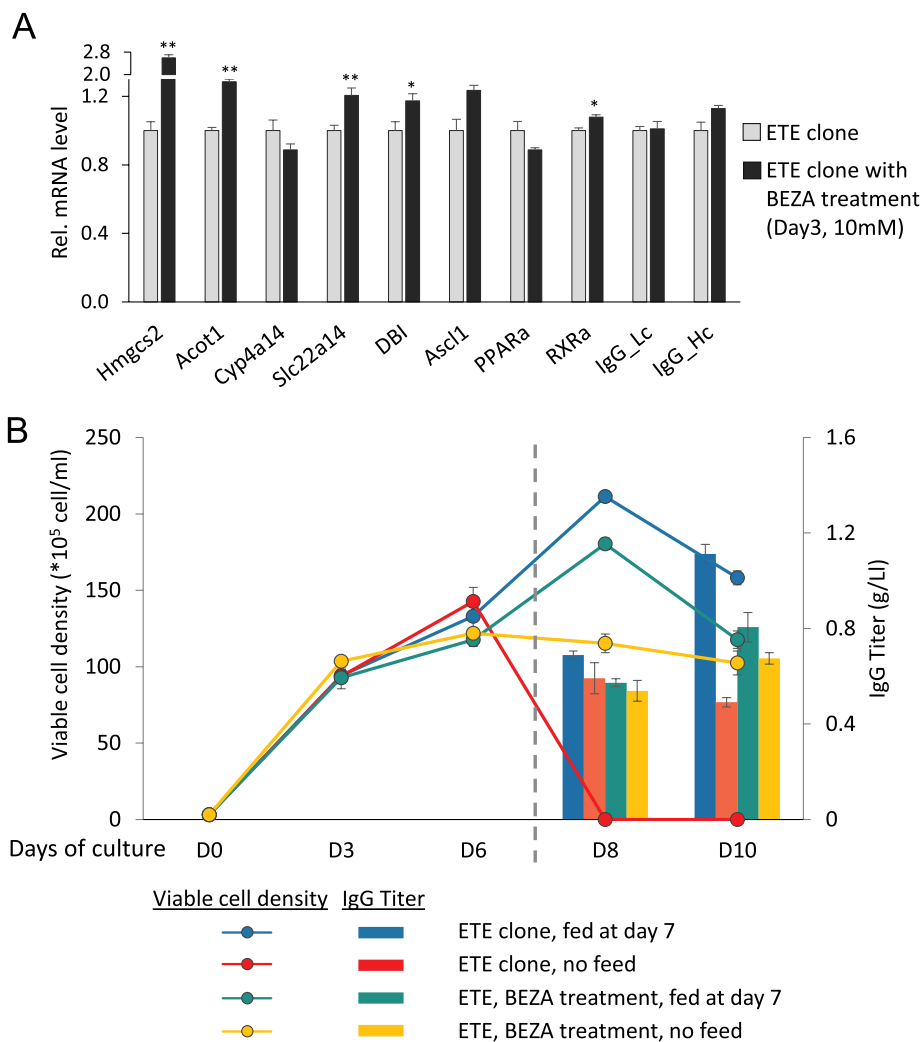 A
Rel. mRNA level
2.8
2.0
1.2
0.8
0.4
0.0
**
**
**
*
*
Hmgcs2
Acot1
Cyp4a14
Slc22a14
DBI
Ascl1
PPARa
RXRa
IgG_Lc
IgG_Hc
ETE clone
ETE clone with
BEZA treatment
(Day3, 10mM)
B
Viable cell density (*10⁵ cell/ml)
250
200
150
100
50
0
1.6
1.2
0.8
0.4
0
IgG Titer (g/Ll)
Days of culture D0 D3 D6 D8 D10
Viable cell density IgG Titer
ETE clone, fed at day 7
ETE clone, no feed
ETE, BEZA treatment, fed at day 7
ETE, BEZA treatment, no feed